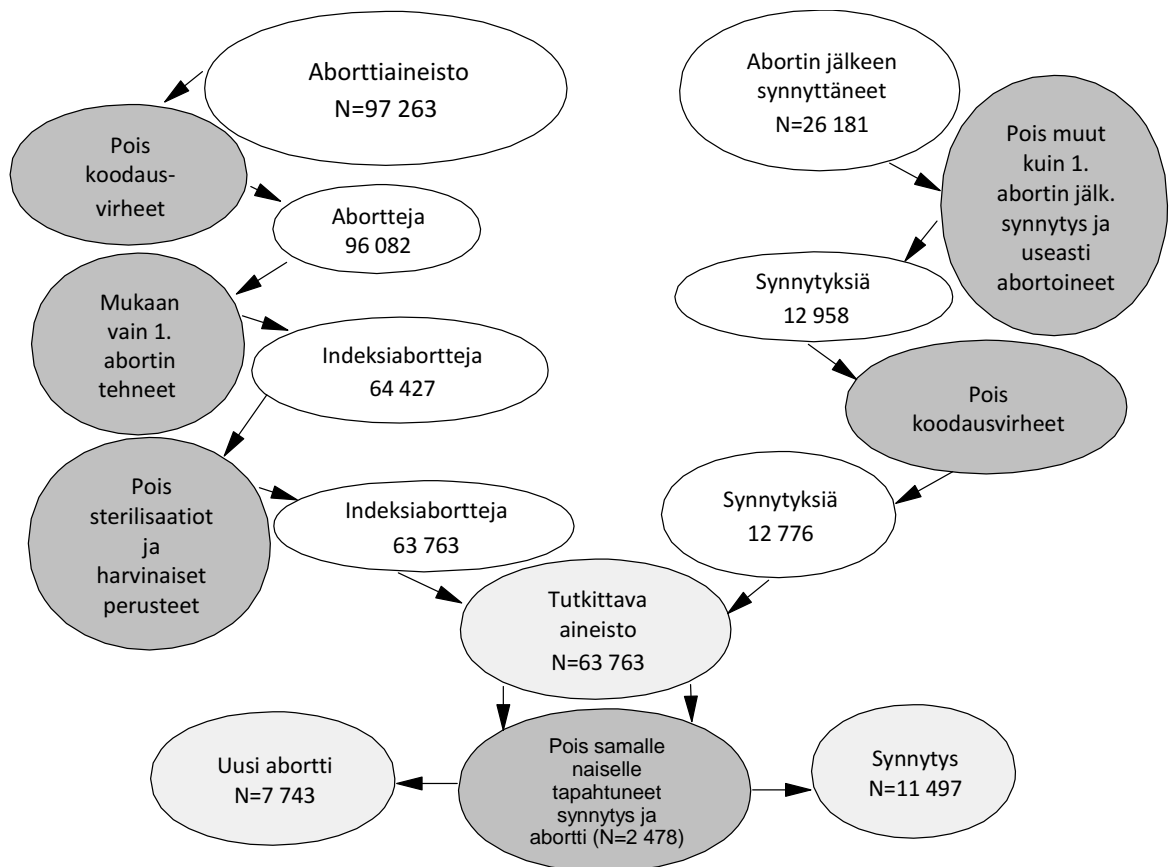 Aborttiaineisto
N=97 263
Pois
koodaus-
virheet
Abortteja
96 082
Mukaan
vain 1.
abortin
tehneet
Indeksiabortteja
64 427
Pois
sterilisaatiot
ja
harvinaiset
perusteet
Indeksiabortteja
63 763
Abortin jälkeen
synnyttäneet
N=26 181
Pois muut
kuin 1.
abortin jälk.
synnytys ja
useasti
abortoineet
Synnytyksiä
12 958
Pois
koodausvirheet
Synnytyksiä
12 776
Tutkittava
aineisto
N=63 763
Pois samalle
naiselle
tapahtuneet
synnytys ja
abortti (N=2 478)
Uusi abortti
N=7 743
Synnytys
N=11 497